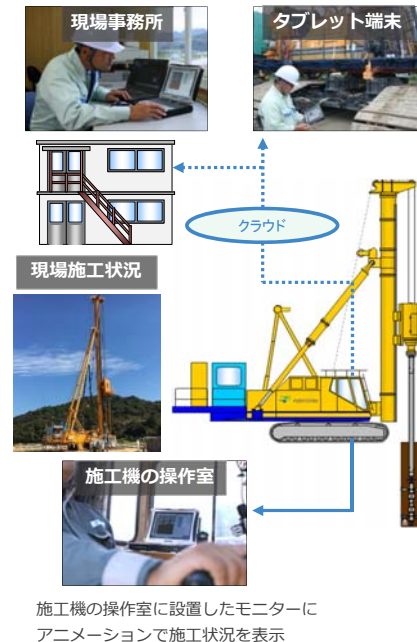 現場事務所
タブレット端末
クラウド
現場施工状況
施工機の操作室
施工機の操作室に設置したモニターに
アニメーションで施工状況を表示